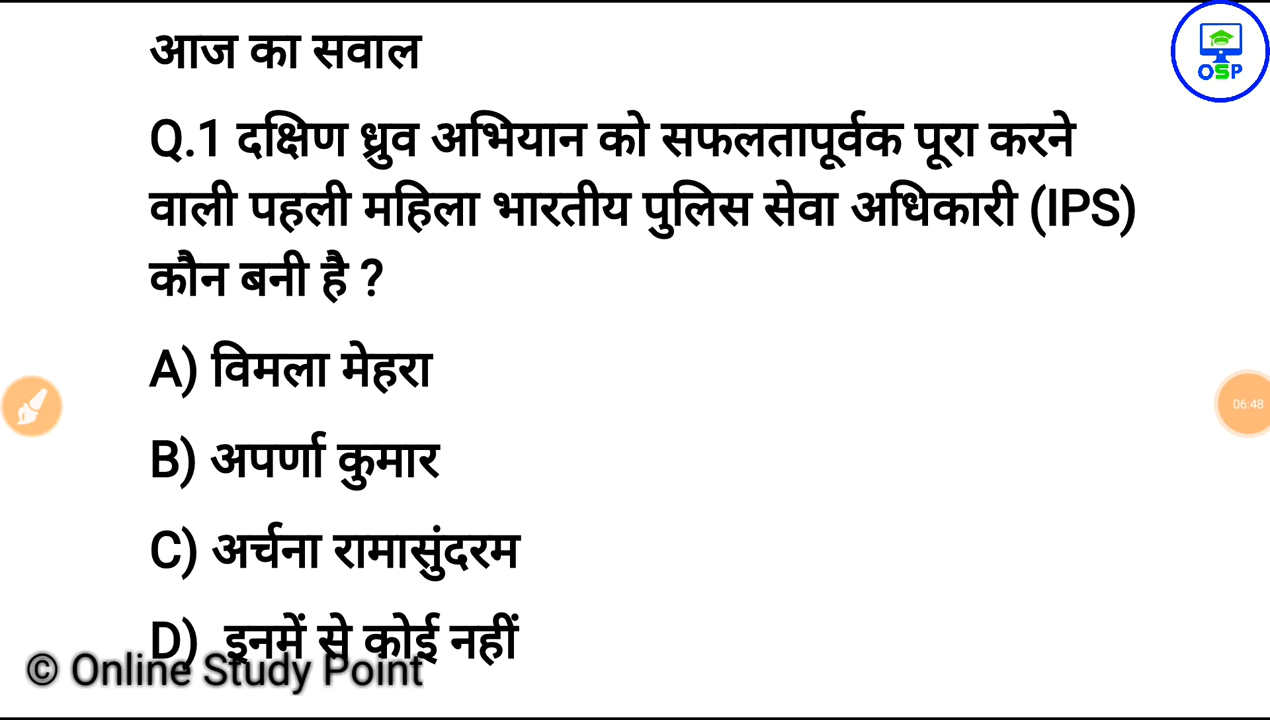 आज का सवाल
OSP
Q.1 दक्षिण ध्रुव अभियान को सफलतापूर्वक पूरा करने
वाली पहली महिला भारतीय पुलिस सेवा अधिकारी (IPS)
कौन बनी है ?
A) विमला मेहरा
06:48
B) अपर्णा कुमार
C) अर्चना रामासुंदरम
D) इनमें से कोई नहीं
© Online Study Point